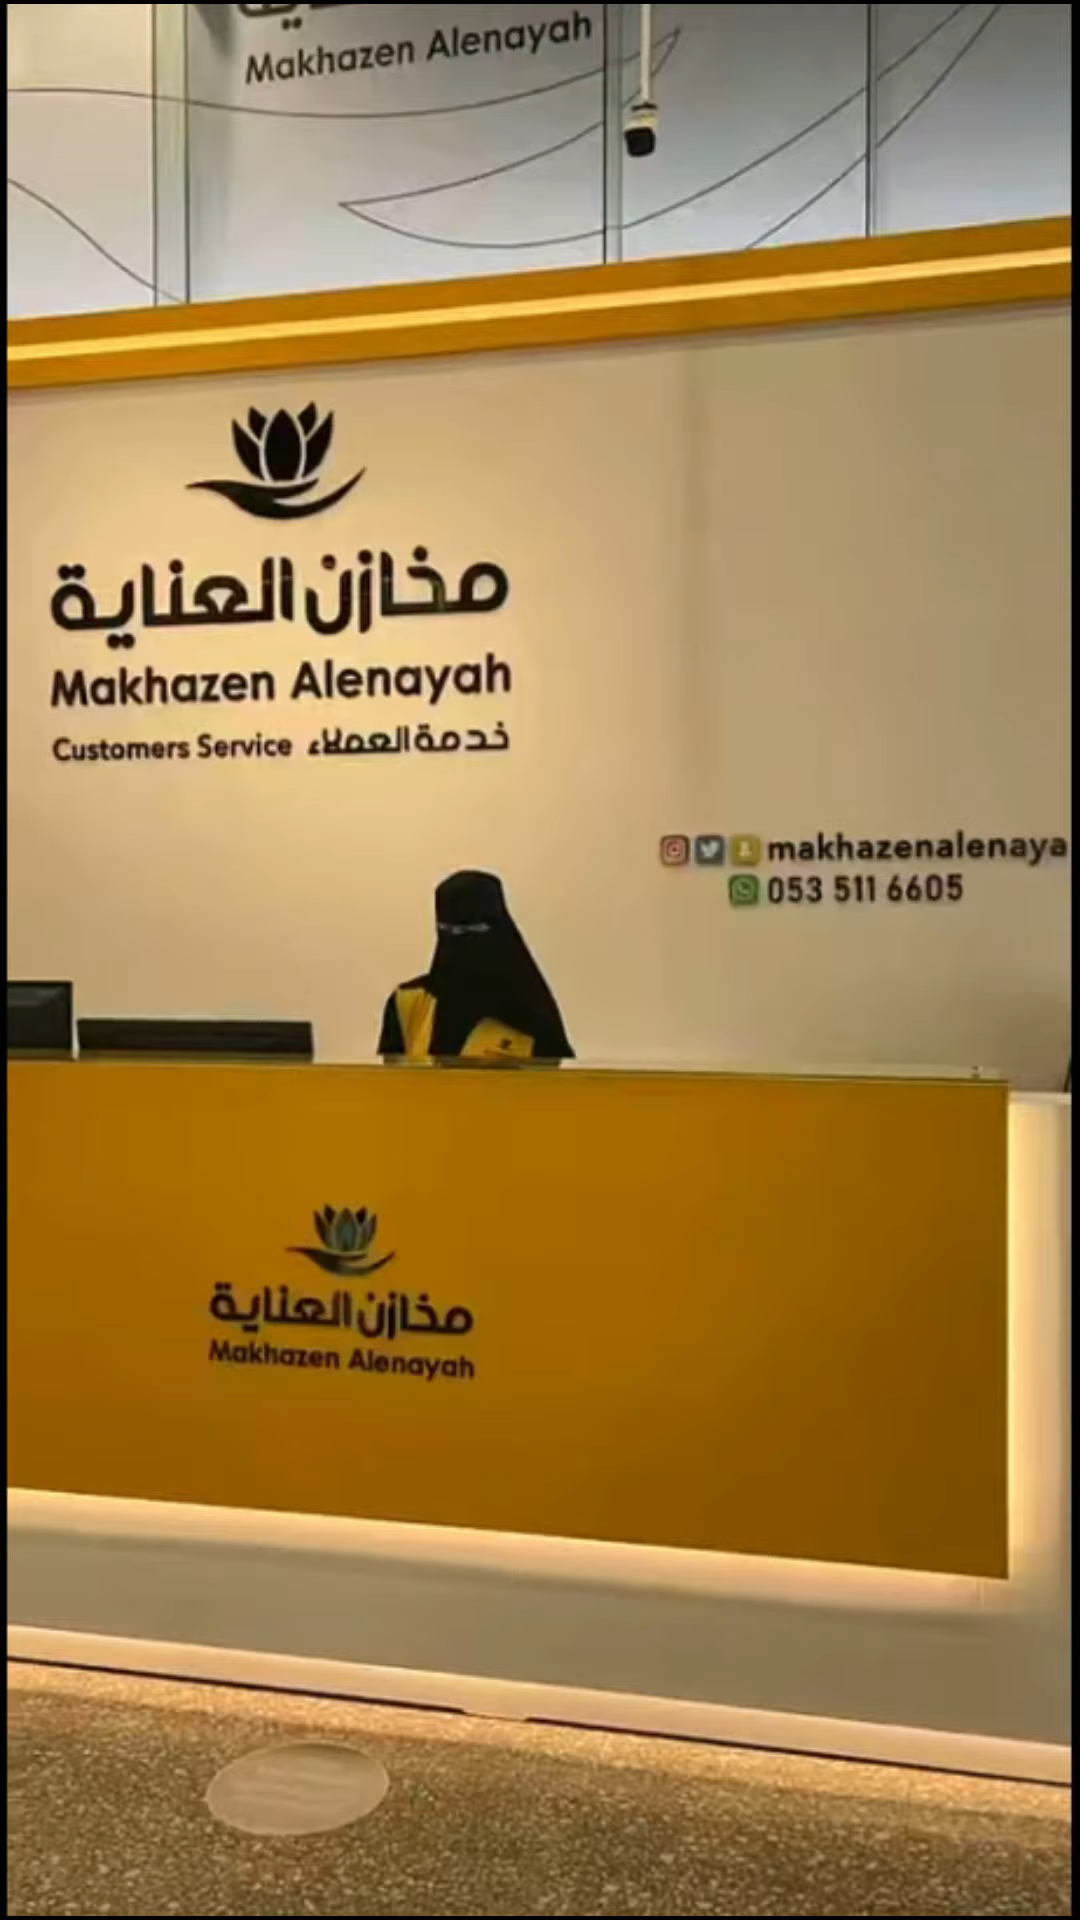 Makhazen Alenayah
مخازن العناية
Makhazen Alenayah
Customers Service خدمة العملاء
makhazenalenaya
053 511 6605
مخازن العناية
Makhazen Alenayah